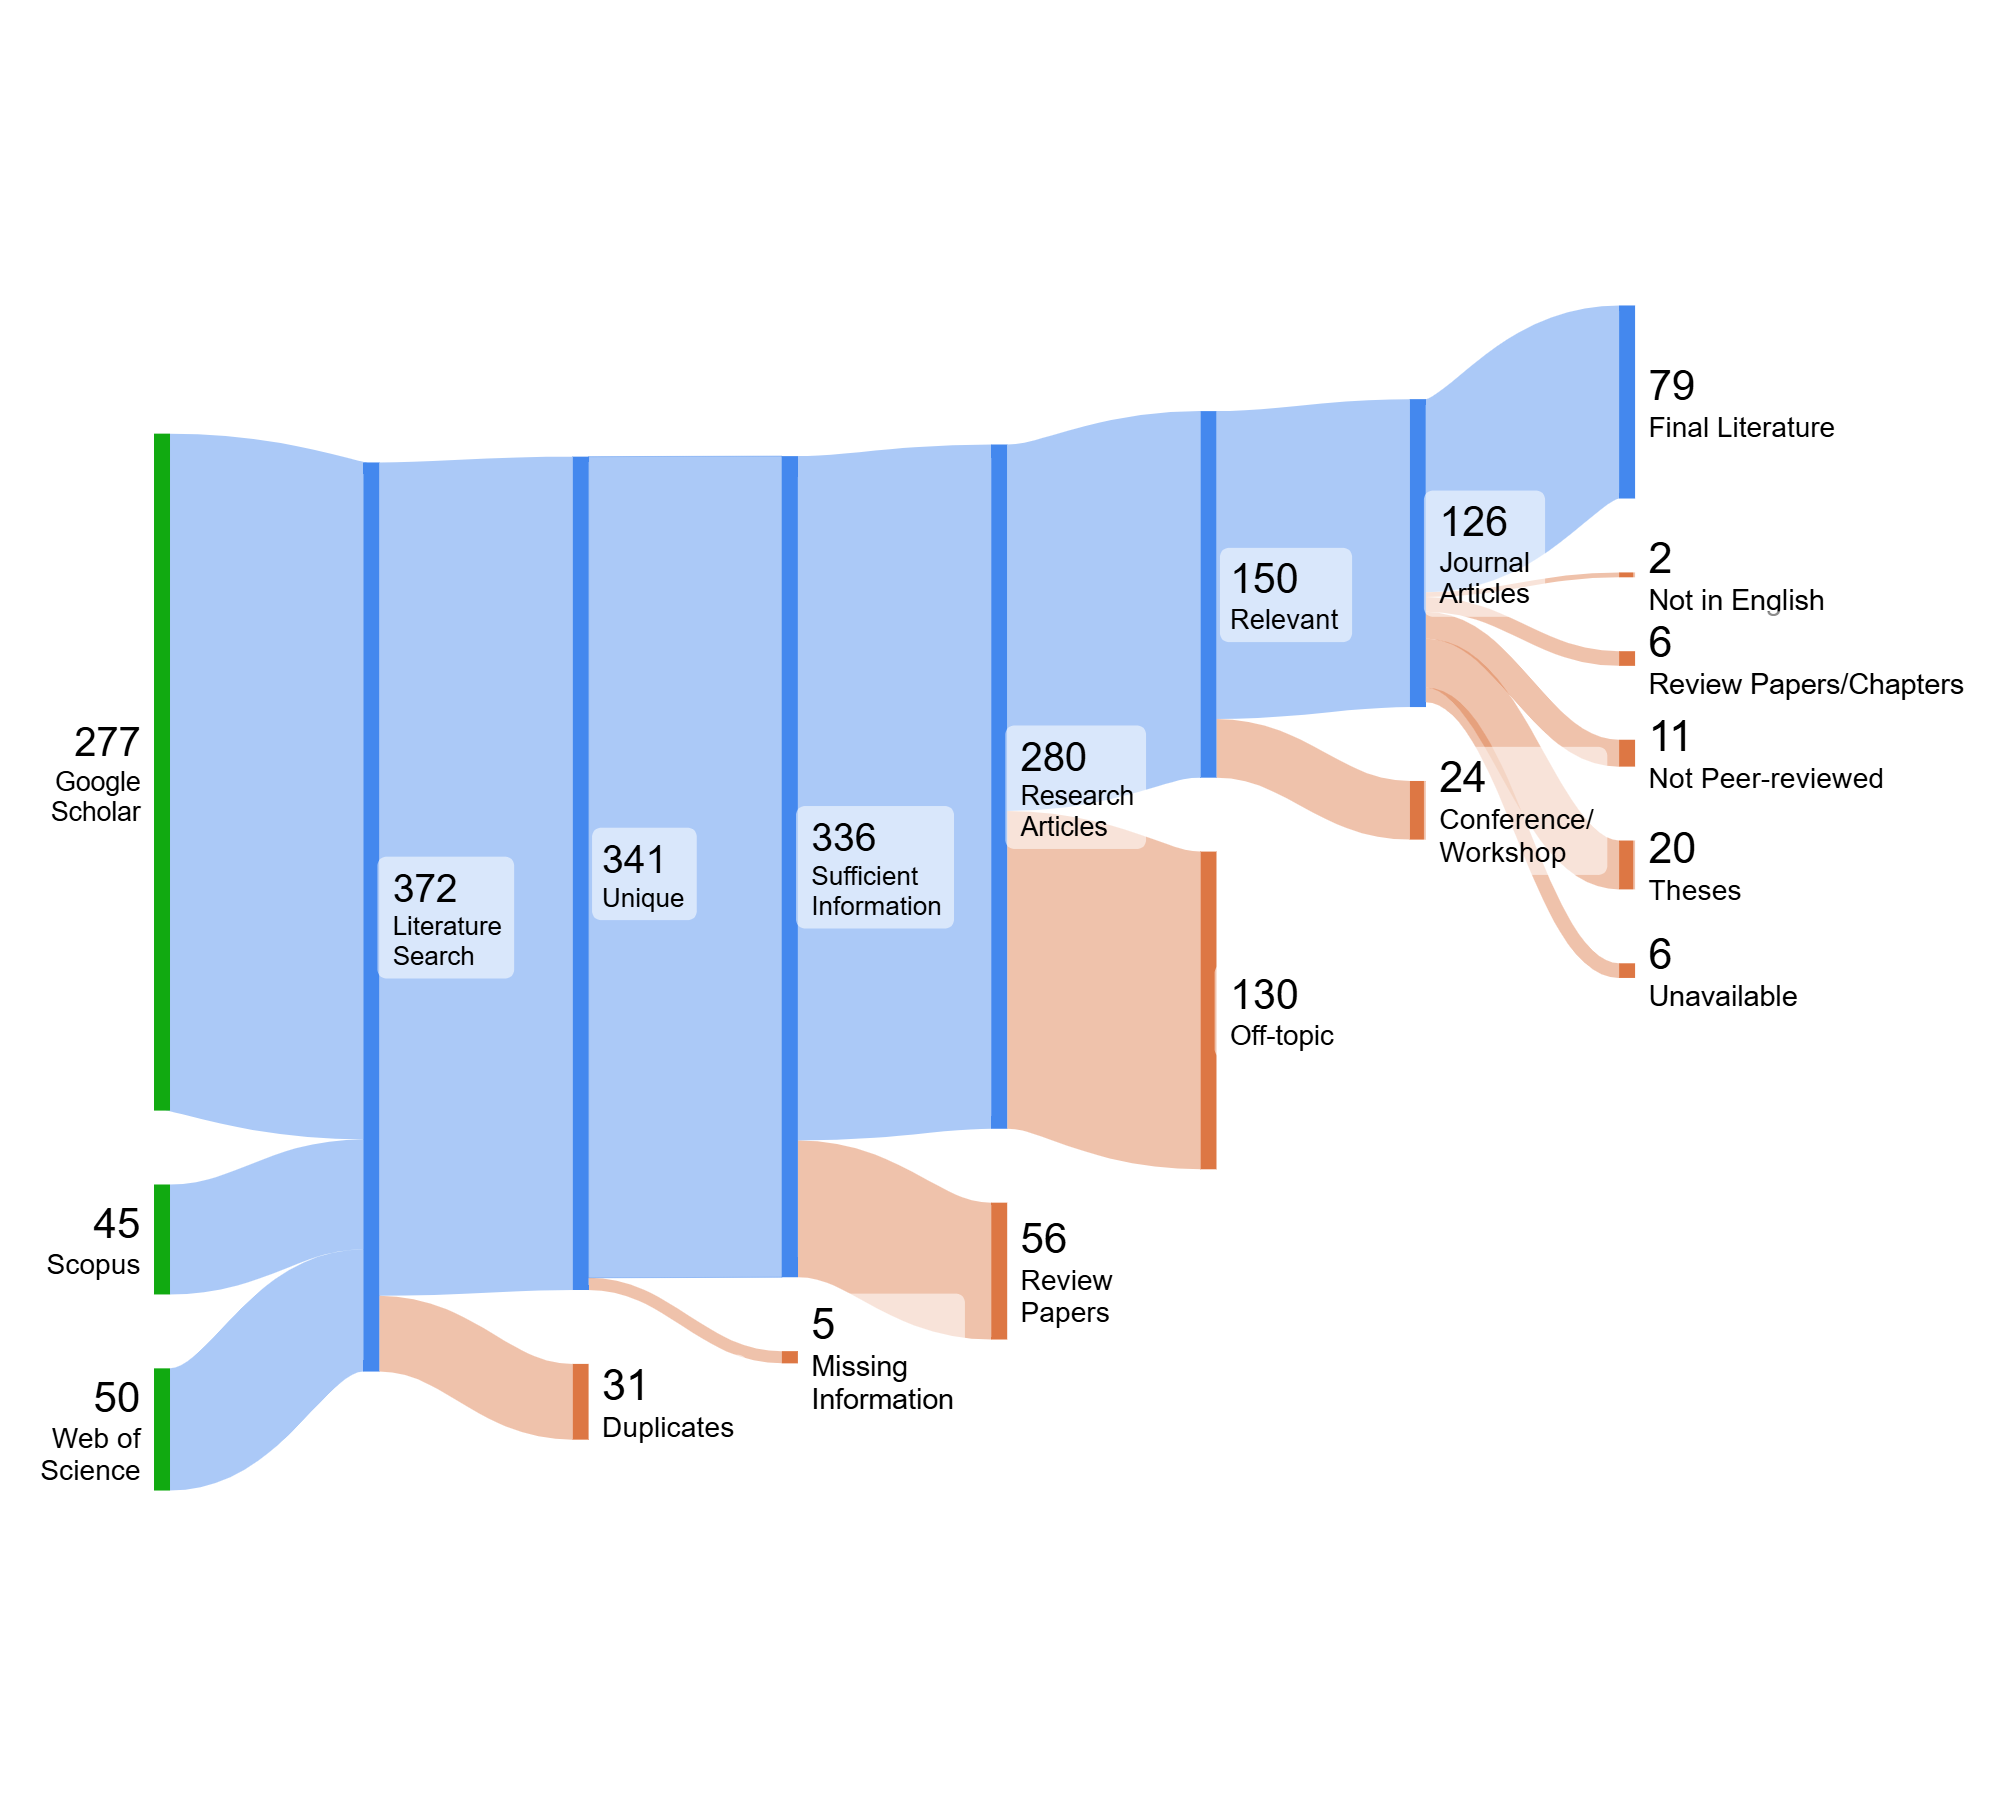 277
Google
Scholar
45
Scopus
50
Web of
Science
372
Literature
Search
341
Unique
31
Duplicates
336
Sufficient
Information
5
Missing
Information
280
Research
Articles
56
Review
Papers
150
Relevant
130
Off-topic
126
Journal
Articles
24
Conference/
Workshop
79
Final Literature
2
Not in English
6
Review Papers/Chapters
11
Not Peer-reviewed
20
Theses
6
Unavailable